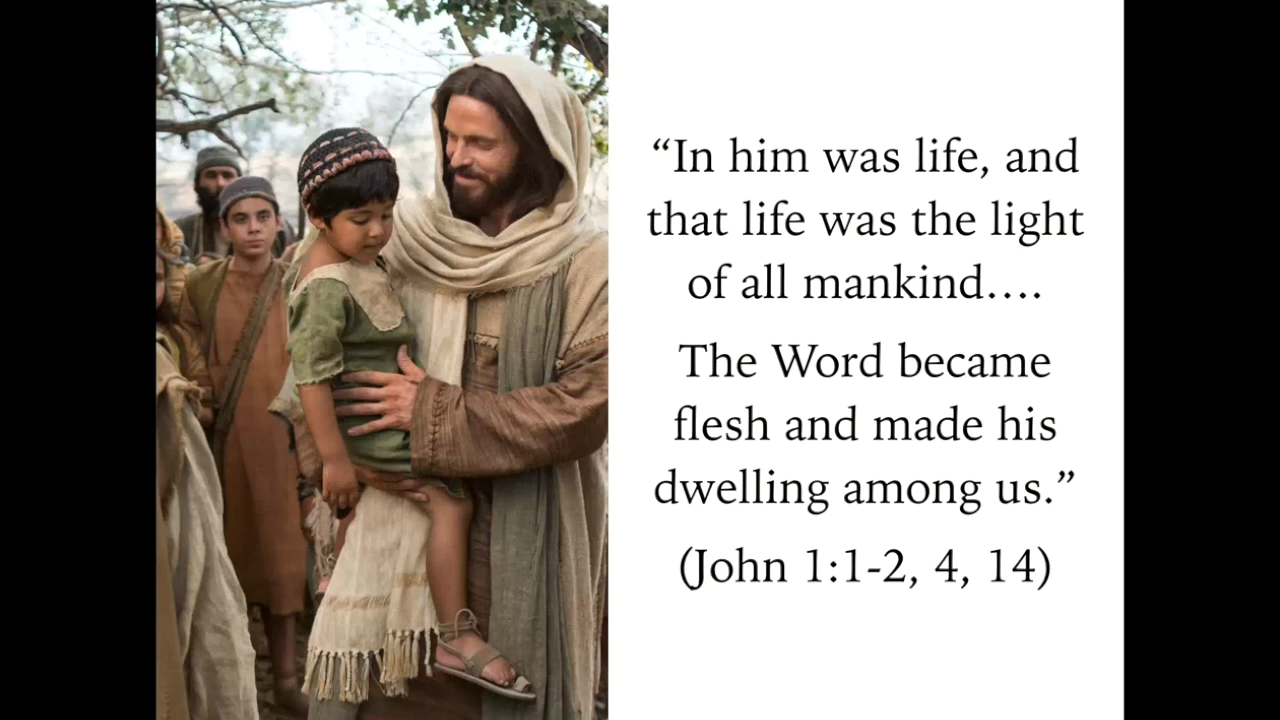 “In him was life, and
that life was the light
of all mankind….
The Word became
flesh and made his
dwelling among us.”
(John 1:1-2, 4, 14)